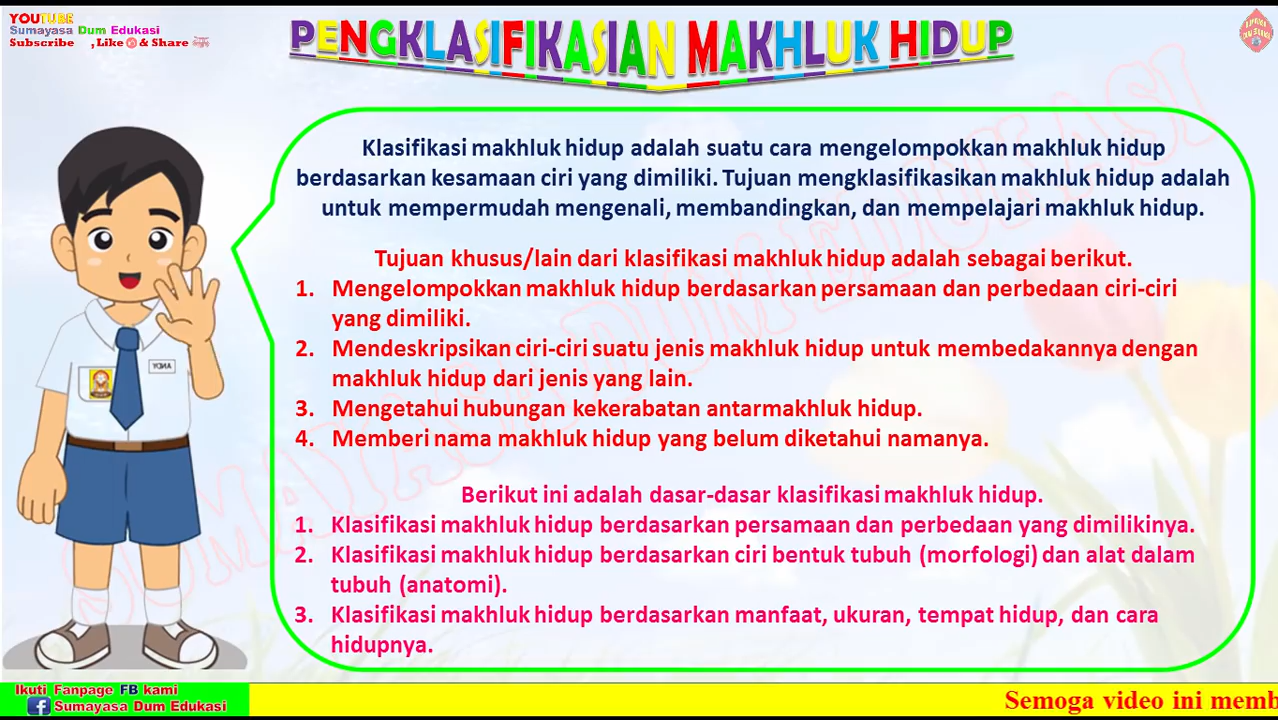 YOUTUBE
Sumayasa Dum Edukasi
Subscribe , Like & Share
PENGKLASIFIKASIAN MAKHLUK HIDUP
Klasifikasi makhluk hidup adalah suatu cara mengelompokkan makhluk hidup
berdasarkan kesamaan ciri yang dimiliki. Tujuan mengklasifikasikan makhluk hidup adalah
untuk mempermudah mengenali, membandingkan, dan mempelajari makhluk hidup.
Tujuan khusus/lain dari klasifikasi makhluk hidup adalah sebagai berikut.
1. Mengelompokkan makhluk hidup berdasarkan persamaan dan perbedaan ciri-ciri
yang dimiliki.
2. Mendeskripsikan ciri-ciri suatu jenis makhluk hidup untuk membedakannya dengan
makhluk hidup dari jenis yang lain.
3. Mengetahui hubungan kekerabatan antarmakhluk hidup.
4. Memberi nama makhluk hidup yang belum diketahui namanya.
Berikut ini adalah dasar-dasar klasifikasi makhluk hidup.
1. Klasifikasi makhluk hidup berdasarkan persamaan dan perbedaan yang dimilikinya.
2. Klasifikasi makhluk hidup berdasarkan ciri bentuk tubuh (morfologi) dan alat dalam
tubuh (anatomi).
3. Klasifikasi makhluk hidup berdasarkan manfaat, ukuran, tempat hidup, dan cara
hidupnya.
SUMAYASA DUM EDUKASI
ANDY
Ikuti Fanpage FB kami
Sumayasa Dum Edukasi
Semoga video ini memb